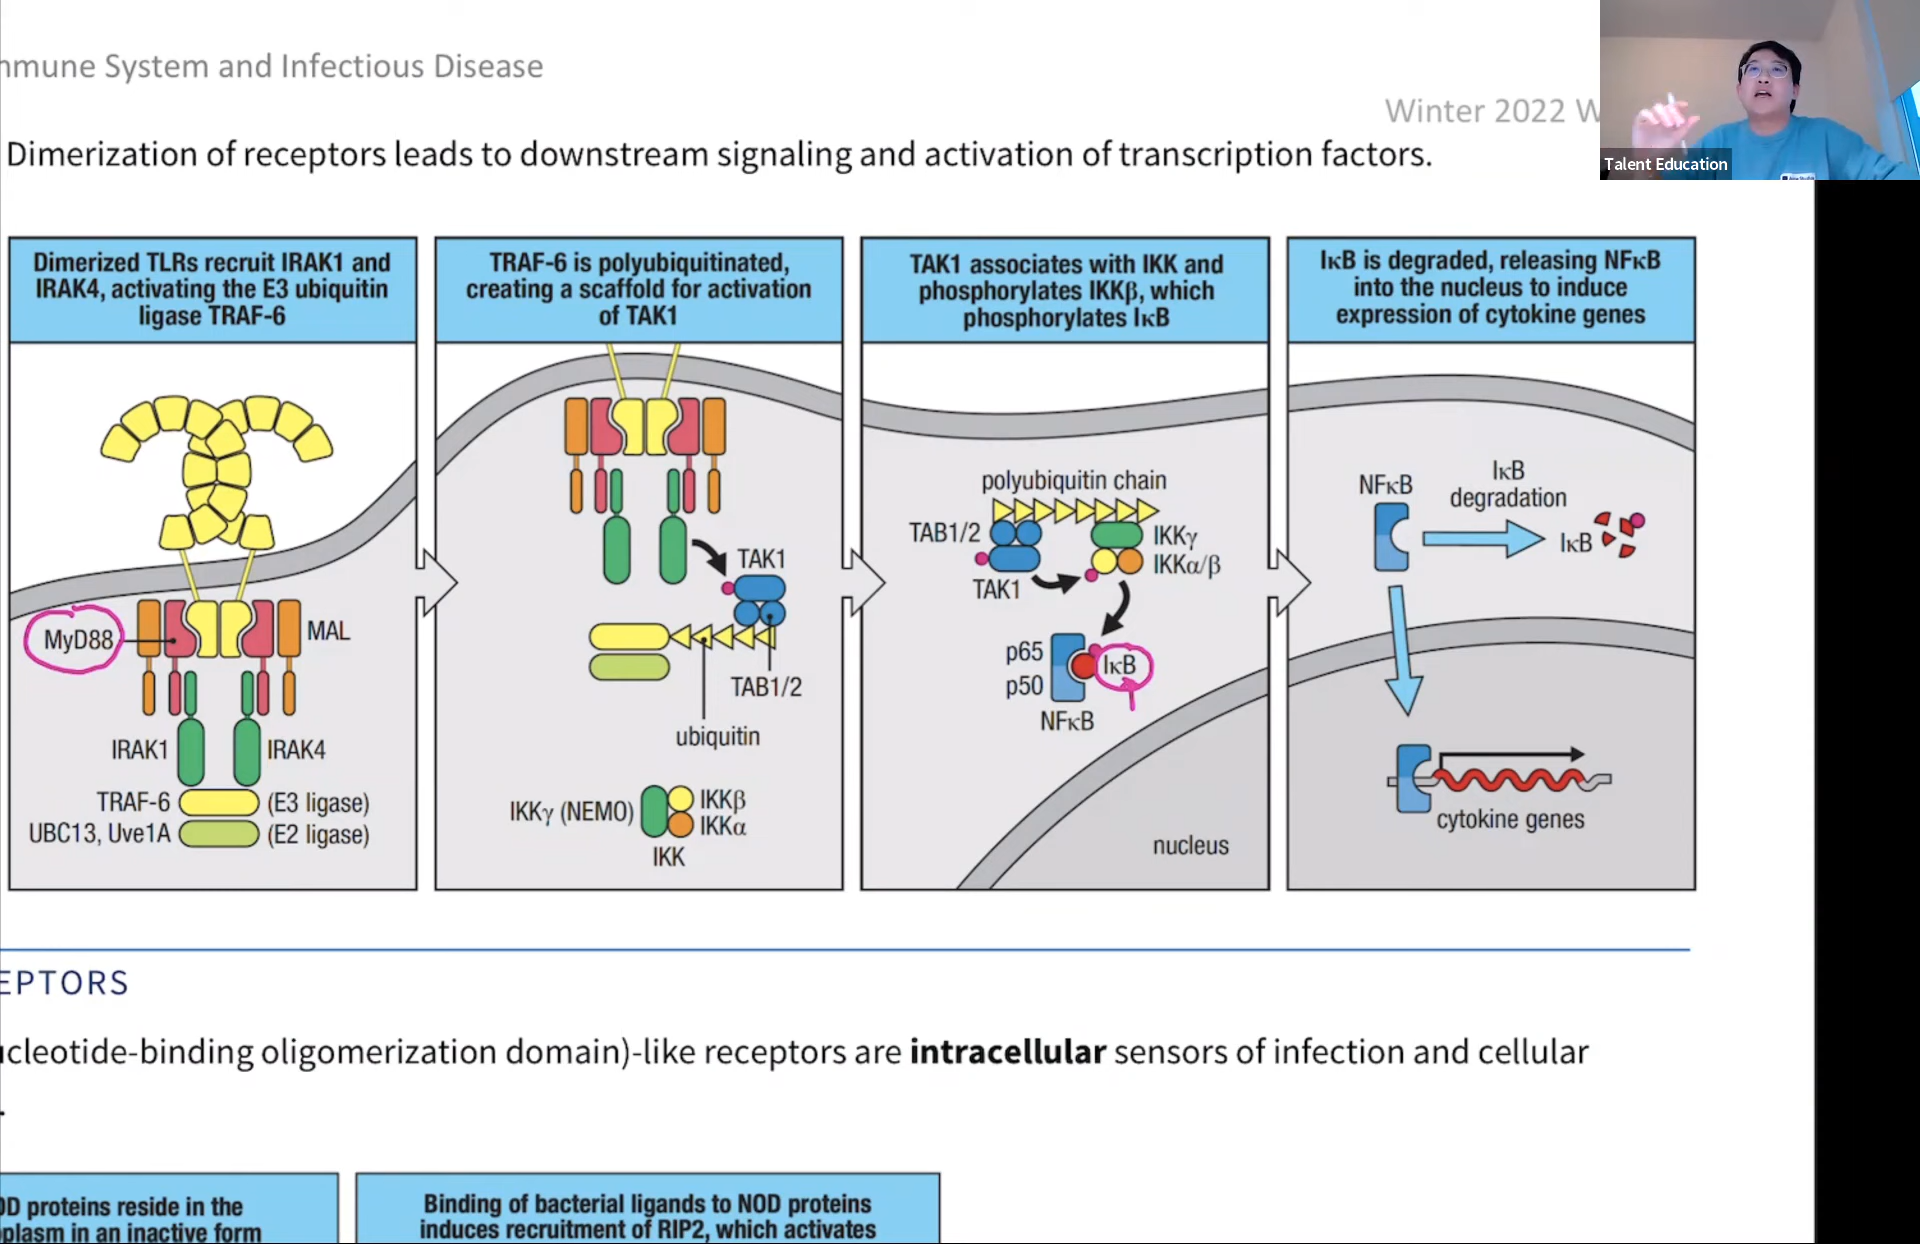 mmune System and Infectious Disease
Winter 2022 W
Talent Education
Dimerization of receptors leads to downstream signaling and activation of transcription factors.
Dimerized TLRs recruit IRAK1 and
IRAK4, activating the E3 ubiquitin
ligase TRAF-6
MyD88
MAL
IRAK1
IRAK4
TRAF-6
(E3 ligase)
UBC13, Uve1A
(E2 ligase)
TRAF-6 is polyubiquitinated,
creating a scaffold for activation
of TAK1
TAK1
TAB1/2
ubiquitin
IKKγ (NEMO)
IKKβ
IKKα
IKK
TAK1 associates with IKK and
phosphorylates IKKβ, which
phosphorylates IκB
polyubiquitin chain
TAB1/2
IKKγ
IKKα/β
TAK1
p65
IκB
p50
NFκB
nucleus
IκB is degraded, releasing NFκB
into the nucleus to induce
expression of cytokine genes
NFκB
IκB
degradation
IκB
cytokine genes
EPTORS
ucleotide-binding oligomerization domain)-like receptors are intracellular sensors of infection and cellular
.
OD proteins reside in the
plasm in an inactive form
Binding of bacterial ligands to NOD proteins
induces recruitment of RIP2, which activates